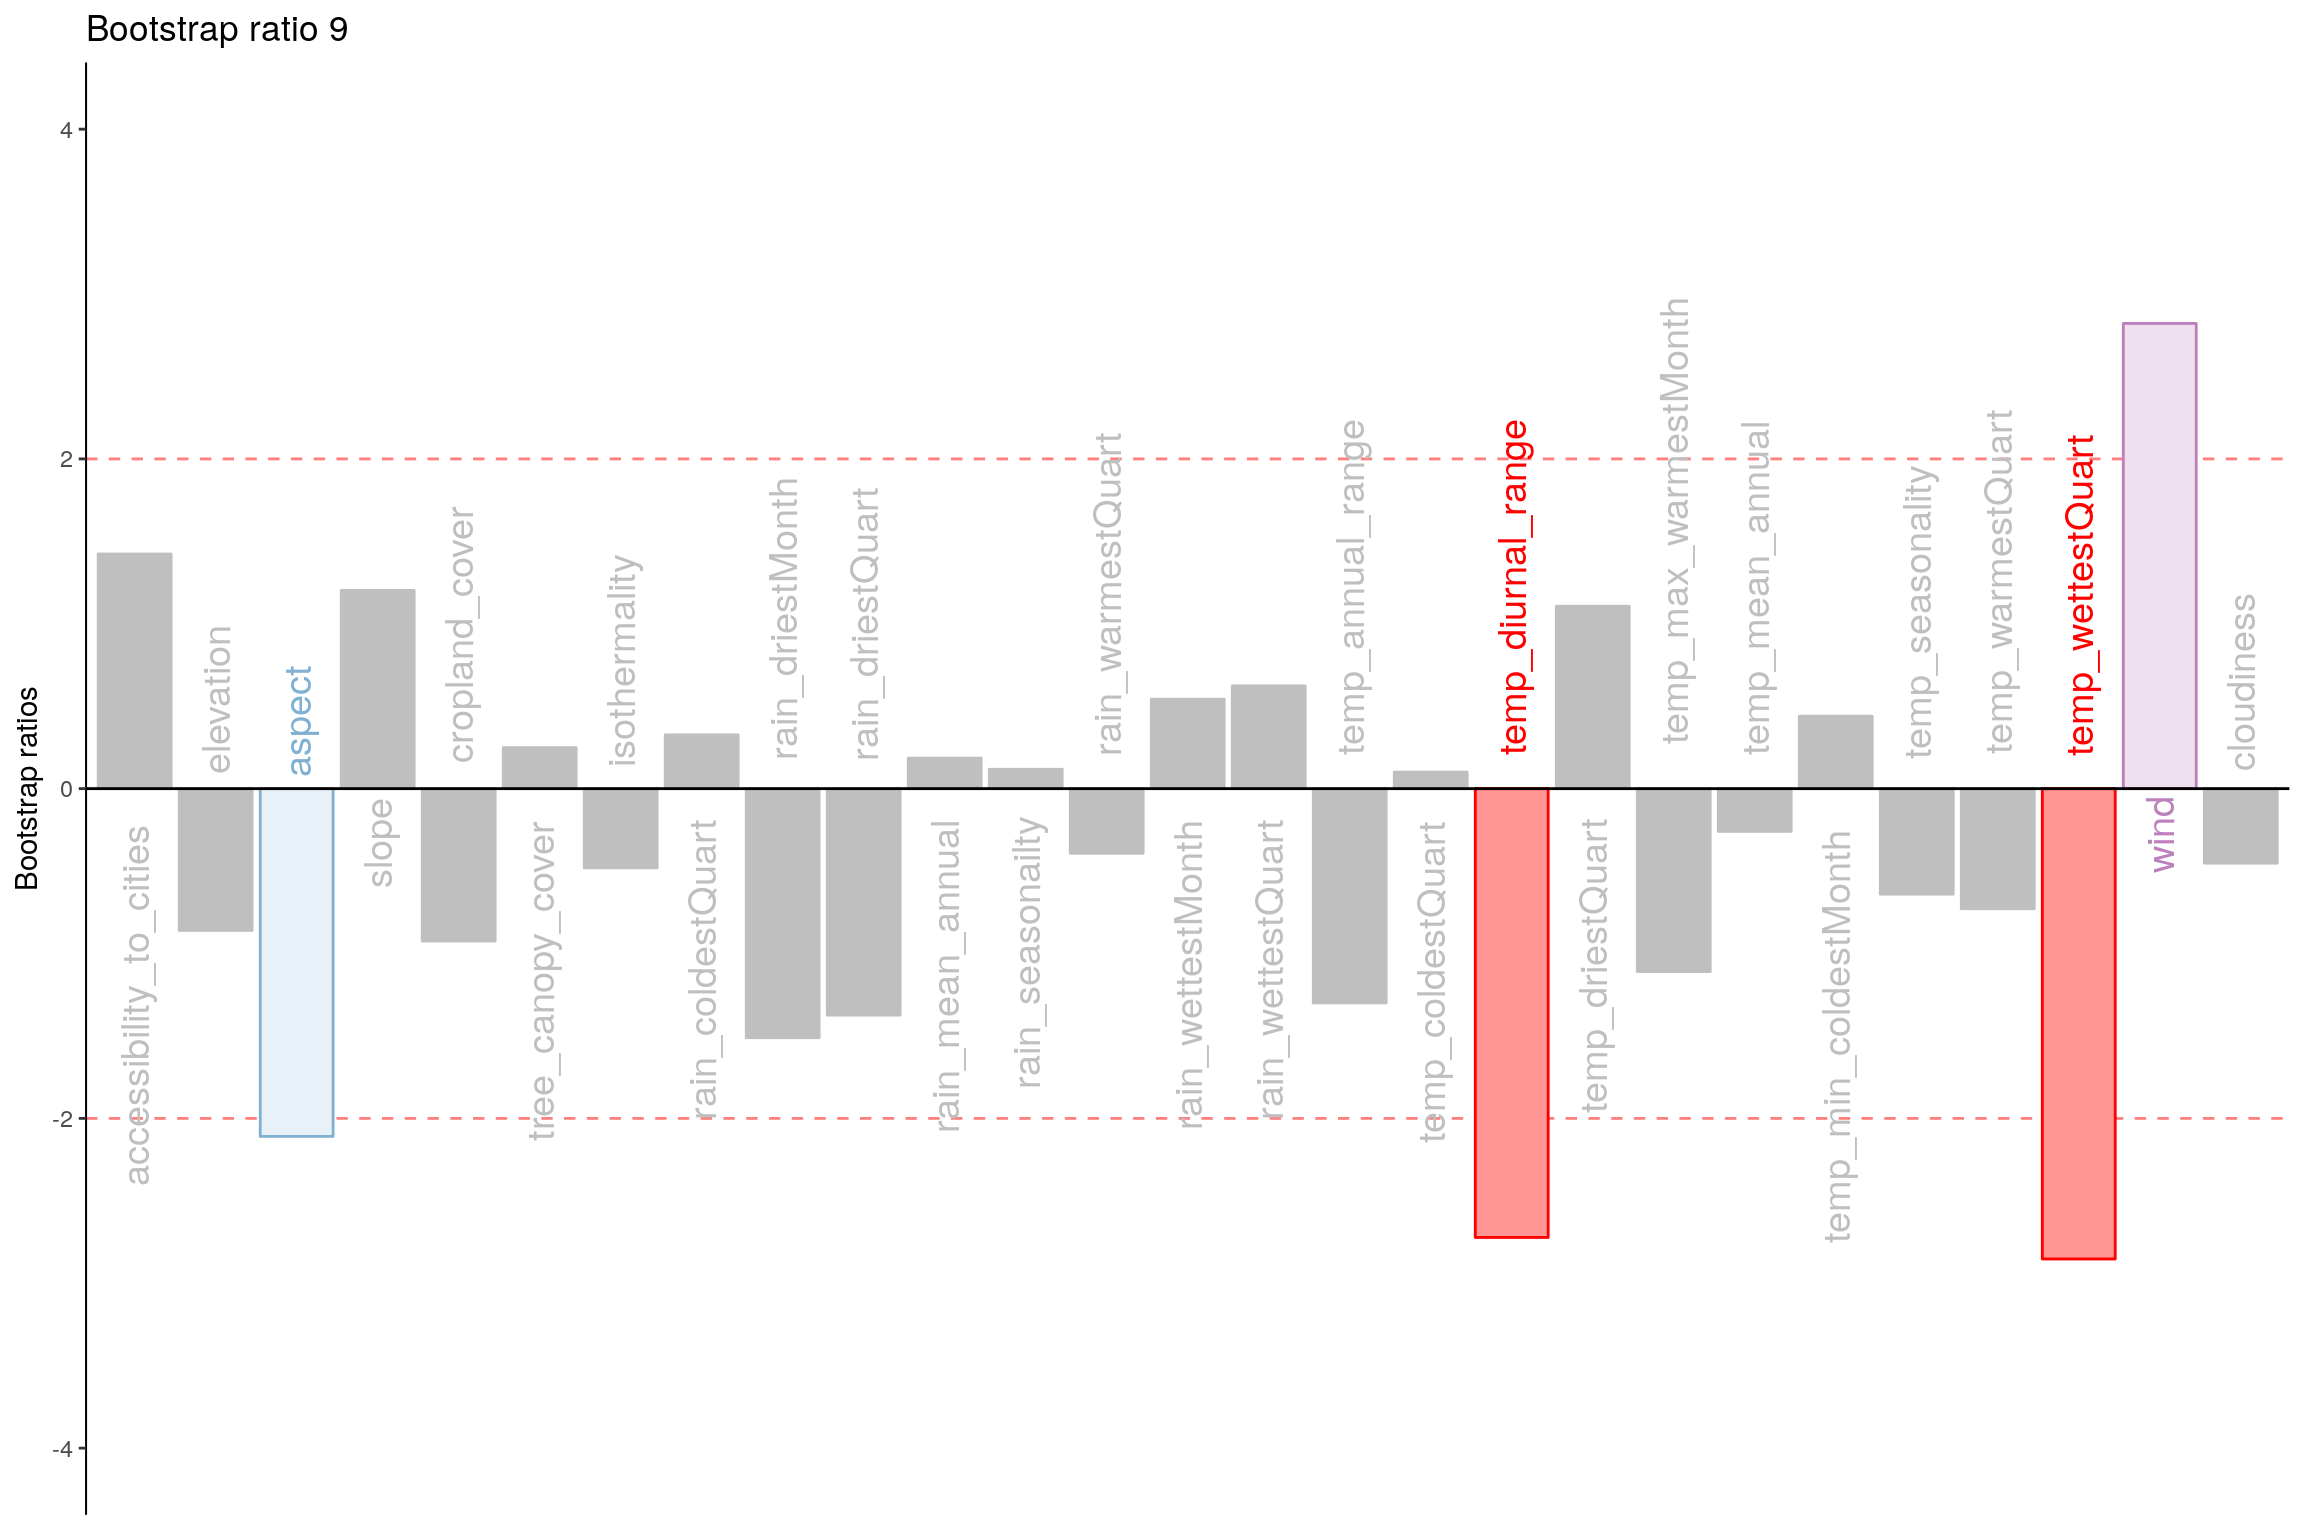 Bootstrap ratio 9
Bootstrap ratios
4
2
0
-2
-4
accessibility_to_cities
elevation
aspect
slope
cropland_cover
tree_canopy_cover
isothermality
rain_coldestQuart
rain_driestMonth
rain_driestQuart
rain_mean_annual
rain_seasonailty
rain_warmestQuart
rain_wettestMonth
rain_wettestQuart
temp_annual_range
temp_coldestQuart
temp_diurnal_range
temp_driestQuart
temp_max_warmestMonth
temp_mean_annual
temp_min_coldestMonth
temp_seasonality
temp_warmestQuart
temp_wettestQuart
wind
cloudiness